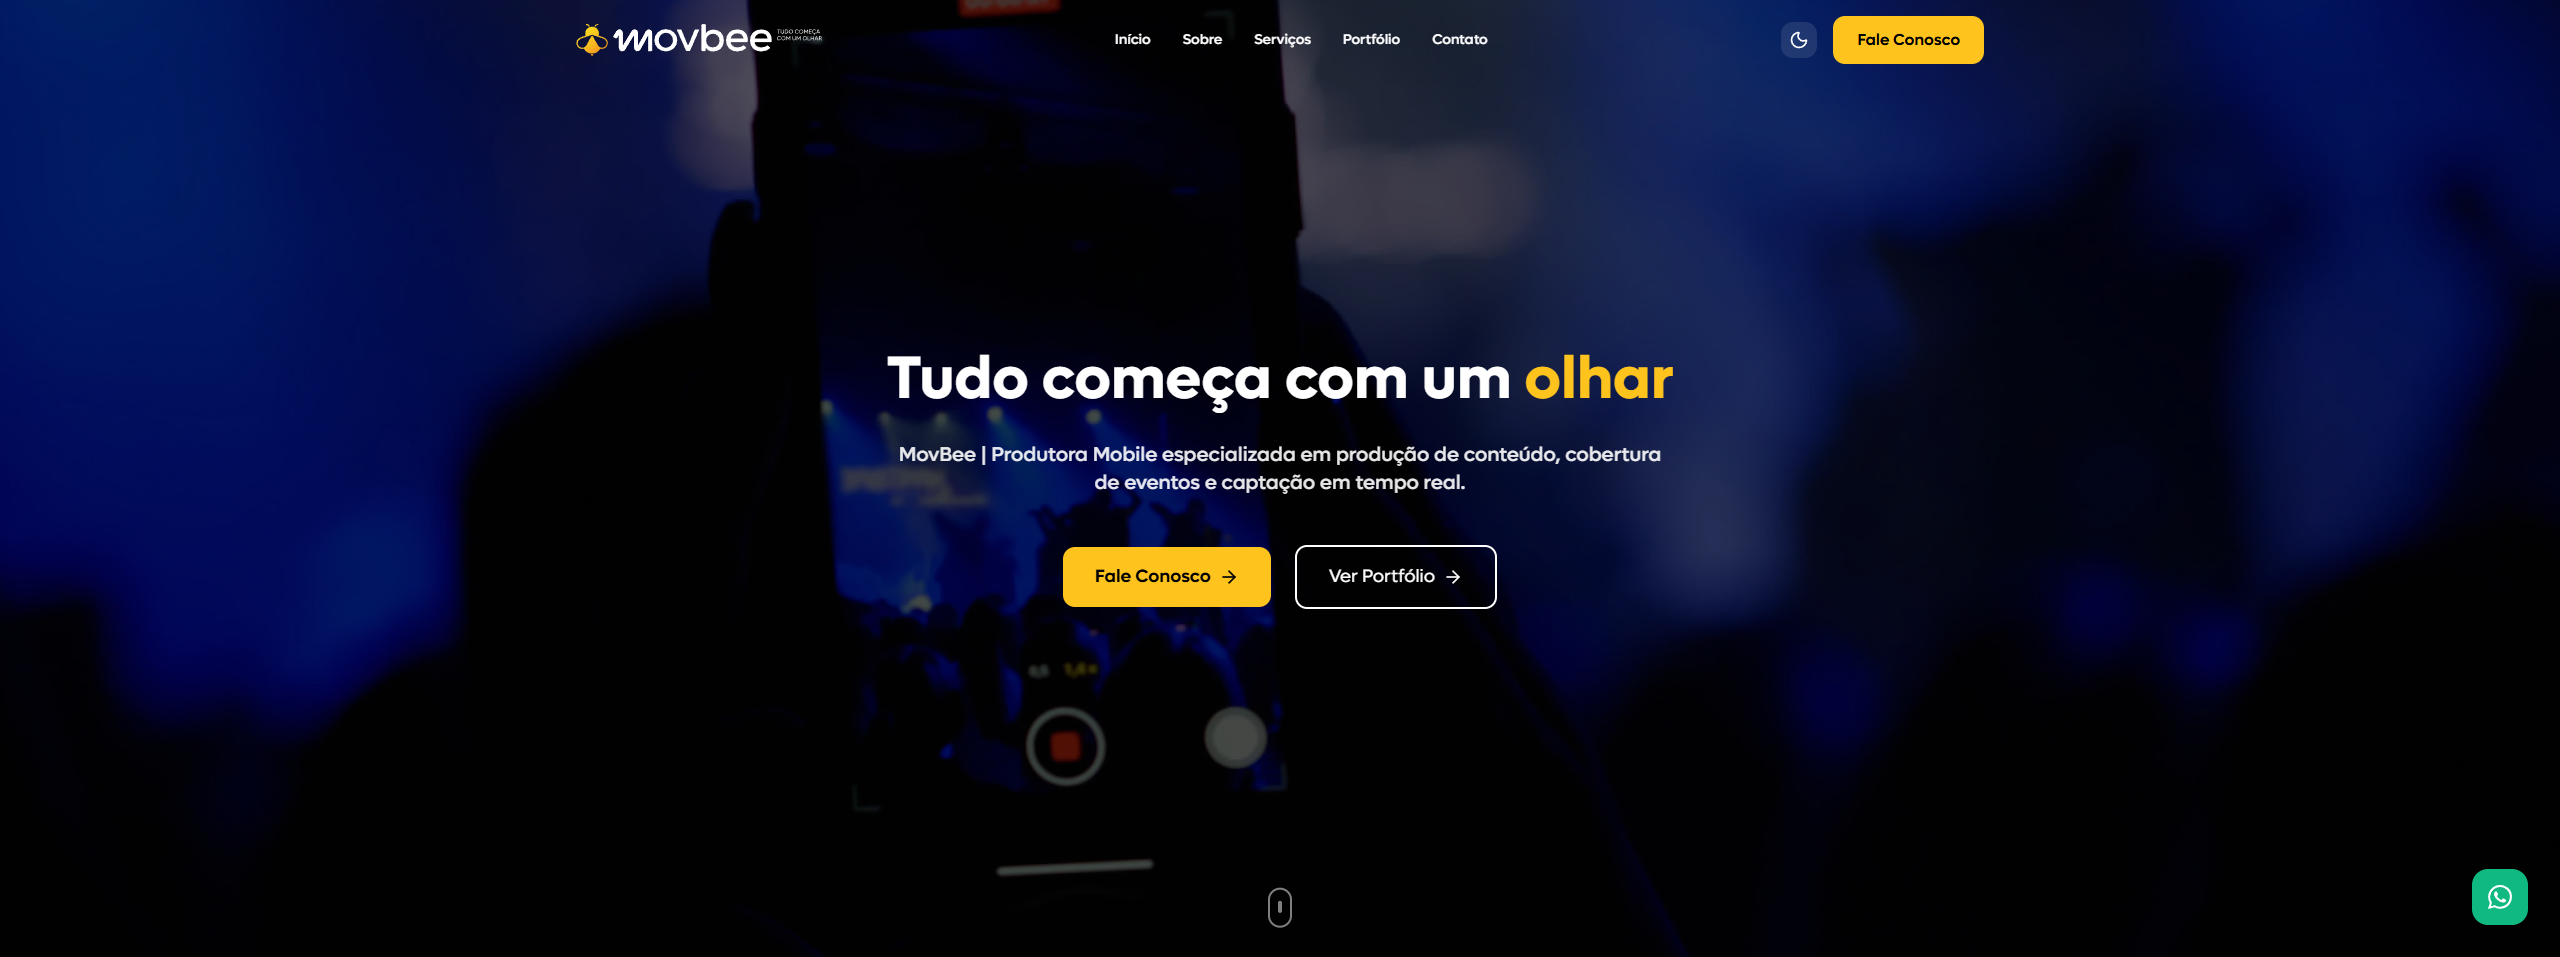 movbee
TUDO COMEÇA
COM UM OLHAR
Início
Sobre
Serviços
Portfólio
Contato
Fale Conosco
Tudo começa com um olhar
MovBee | Produtora Mobile especializada em produção de conteúdo, cobertura
de eventos e captação em tempo real.
Fale Conosco →
Ver Portfólio →